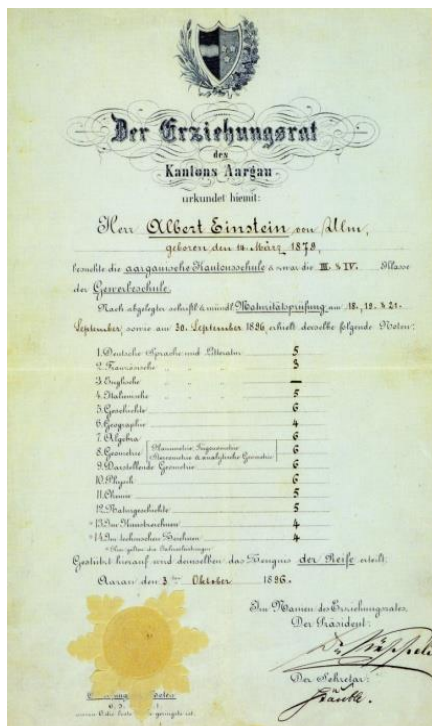 Der Erziehungsrat
des
Kantons Aargau
urkundet hiemit:
Herr Albert Einstein von Ulm,
geboren den 14. März 1879,
besuchte die aargauische Kantonsschule & zwar die III. & IV. Klasse
der Gewerbeschule.
Nach abgelegter schriftl. & mündl. Maturitätsprüfung am 18., 19. & 21.
September, sowie am 30. September 1896, erhielt derselbe folgende Noten:
1. Deutsche Sprache und Litteratur 5
2. Französische " " " 3
3. Englische " " " —
4. Italienische " " " 5
5. Geschichte 6
6. Geographie 4
7. Algebra 6
8. Geometrie (Planimetrie, Trigonometrie 6
Stereometrie & analytische Geometrie)
9. Darstellende Geometrie 6
10. Physik 6
11. Chemie 5
12. Naturgeschichte 5
* 13. Im Kunstzeichnen 4
* 14. Im technischen Zeichnen 4
* Hier gelten die Jahresleistungen
Gestützt hierauf wird demselben das Zeugnis der Reife erteilt.
Aarau den 3ten Oktober 1896.
Im Namen des Erziehungsrates,
Der Präsident:
Der Sekretär: